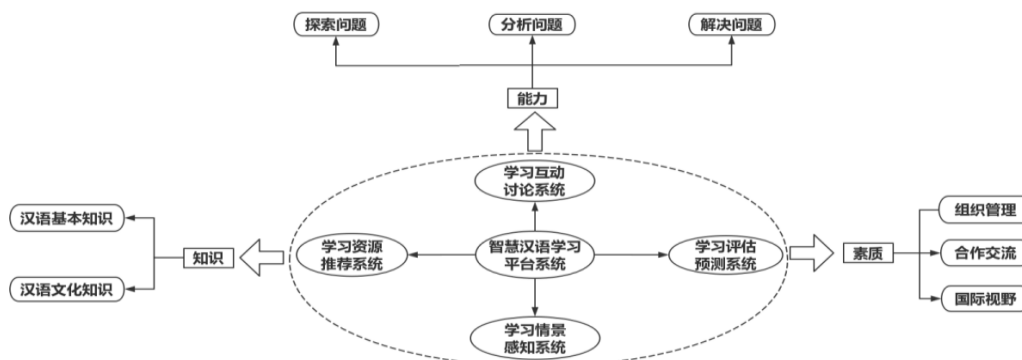 探索问题
分析问题
解决问题
能力
学习互动
讨论系统
汉语基本知识
组织管理
知识
学习资源
推荐系统
智慧汉语学习
平台系统
学习评估
预测系统
素质
合作交流
汉语文化知识
国际视野
学习情景
感知系统